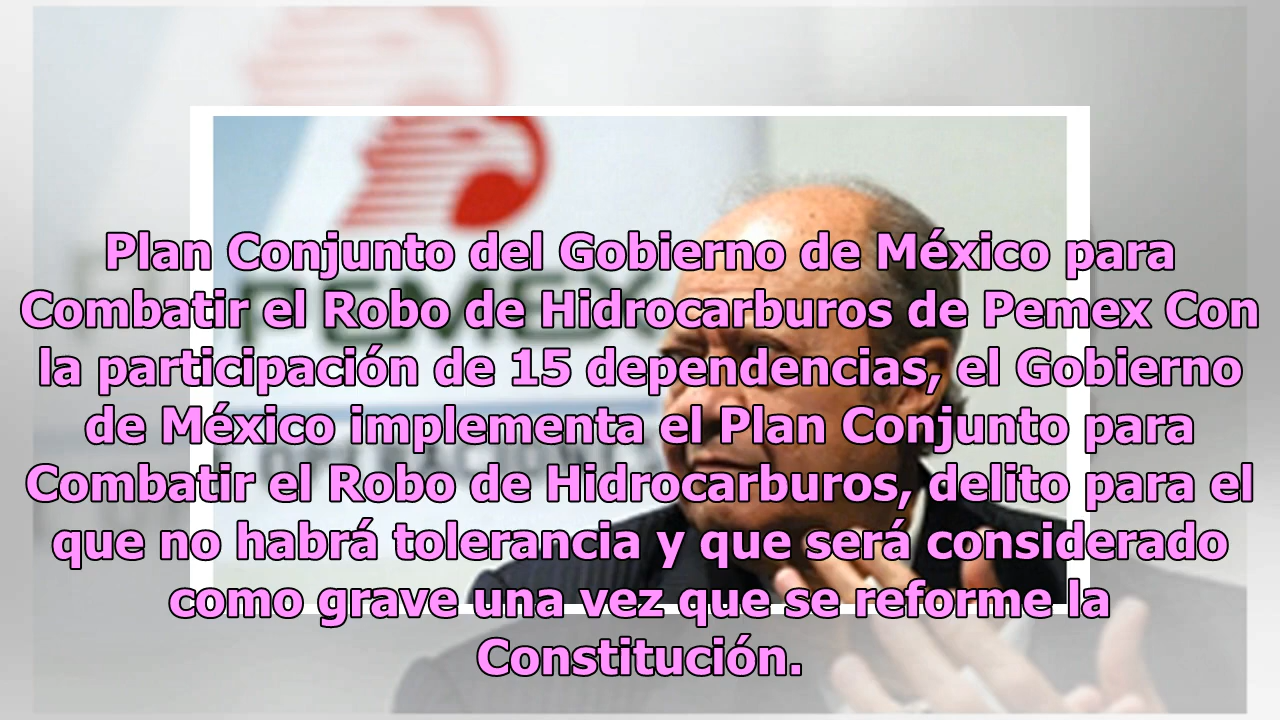 PEMEX
Plan Conjunto del Gobierno de México para
Combatir el Robo de Hidrocarburos de Pemex Con
la participación de 15 dependencias, el Gobierno
de México implementa el Plan Conjunto para
Combatir el Robo de Hidrocarburos, delito para el
que no habrá tolerancia y que será considerado
como grave una vez que se reforme la
Constitución.